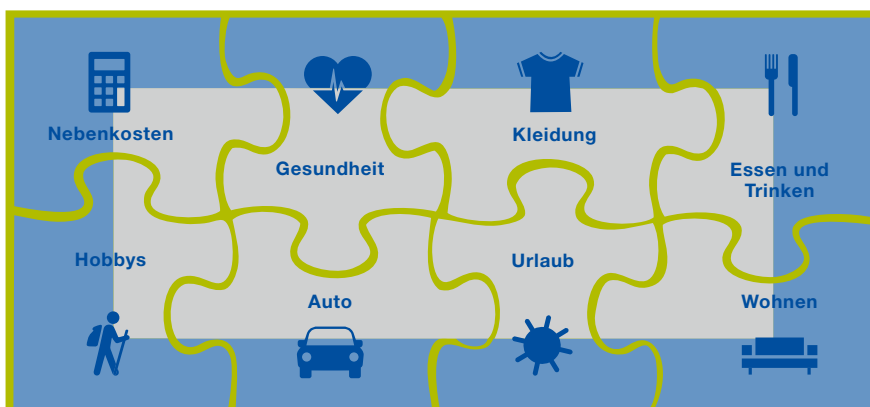 Nebenkosten
Gesundheit
Kleidung
Essen und
Trinken
Hobbys
Auto
Urlaub
Wohnen